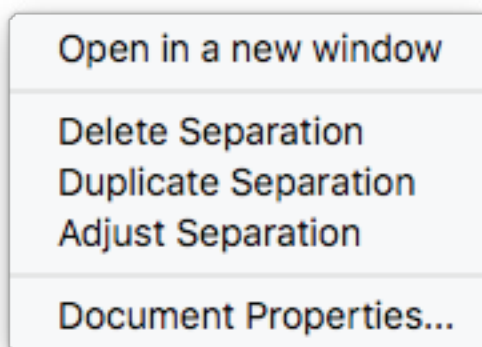 Open in a new window
Delete Separation
Duplicate Separation
Adjust Separation
Document Properties...